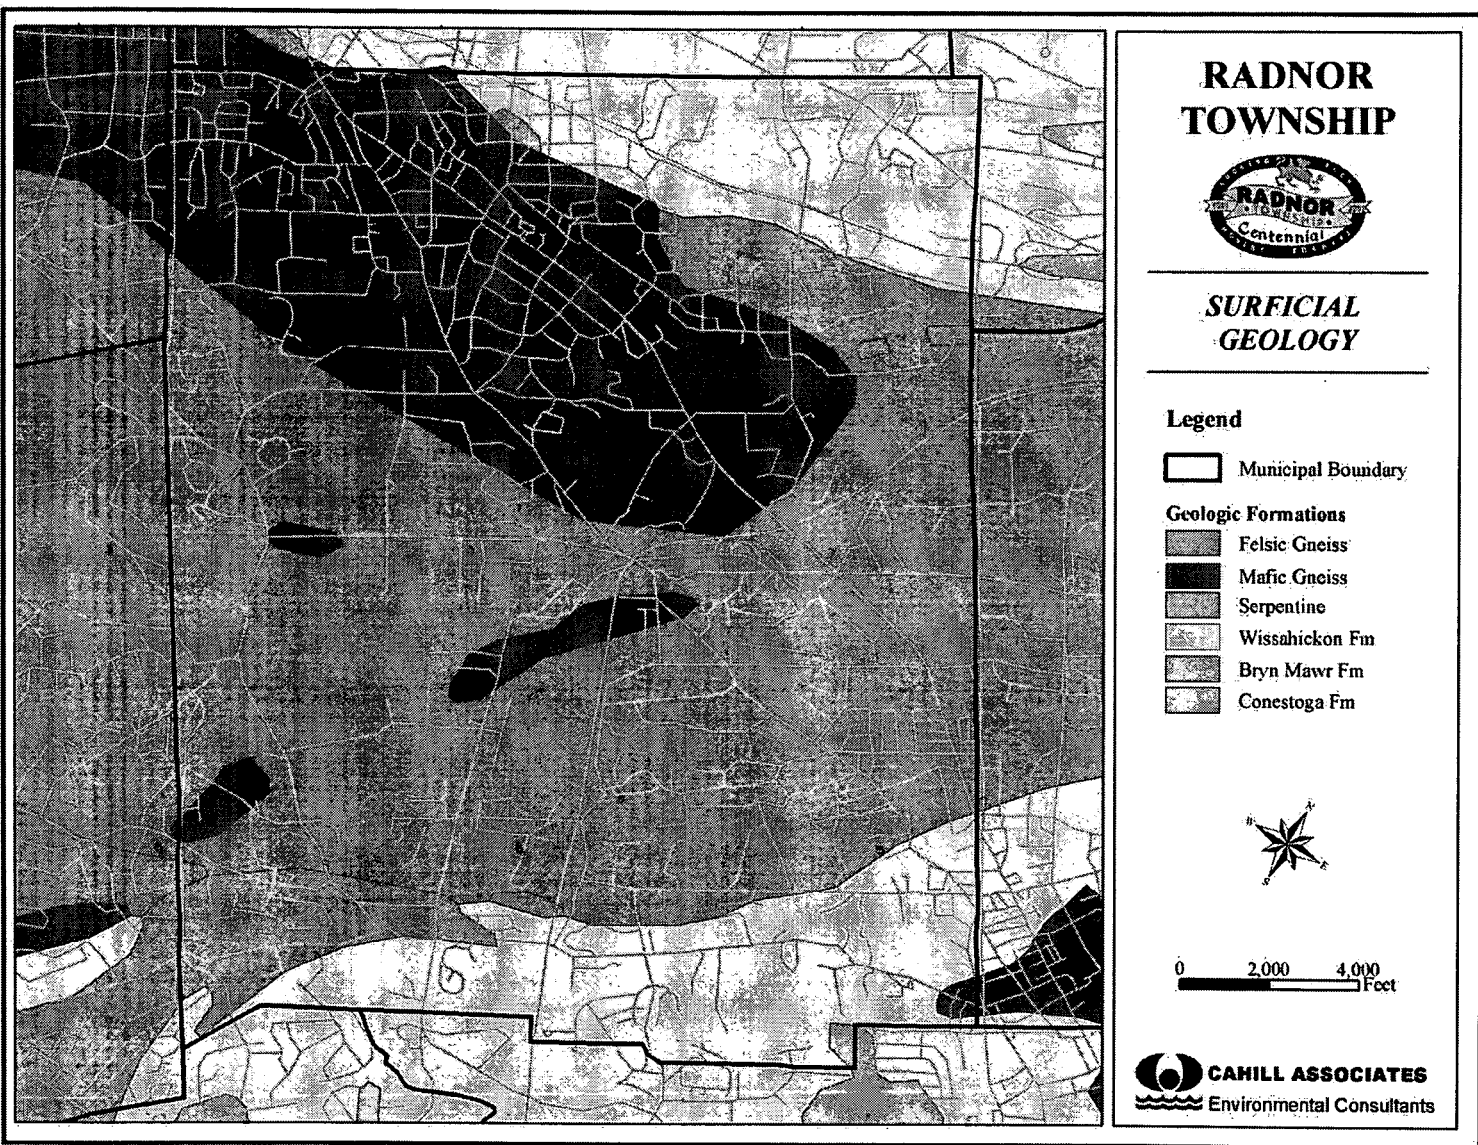 RADNOR
TOWNSHIP
RADNOR
TOWNSHIP
Centennial
SURFICIAL
GEOLOGY
Legend
Municipal Boundary
Geologic Formations
Felsic Gneiss
Mafic Gneiss
Serpentine
Wissahickon Fm
Bryn Mawr Fm
Conestoga Fm
N
E
S
0 2,000 4,000
Feet
CAHILL ASSOCIATES
Environmental Consultants